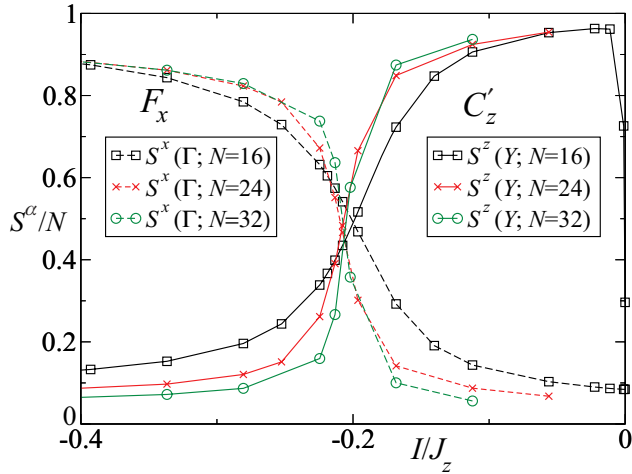 1
0.8
0.6
0.4
0.2
0
S^α/N
F_x
C′_z
S^x(Γ; N=16)
S^x(Γ; N=24)
S^x(Γ; N=32)
S^z(Y; N=16)
S^z(Y; N=24)
S^z(Y; N=32)
-0.4
-0.2
0
I/J_z